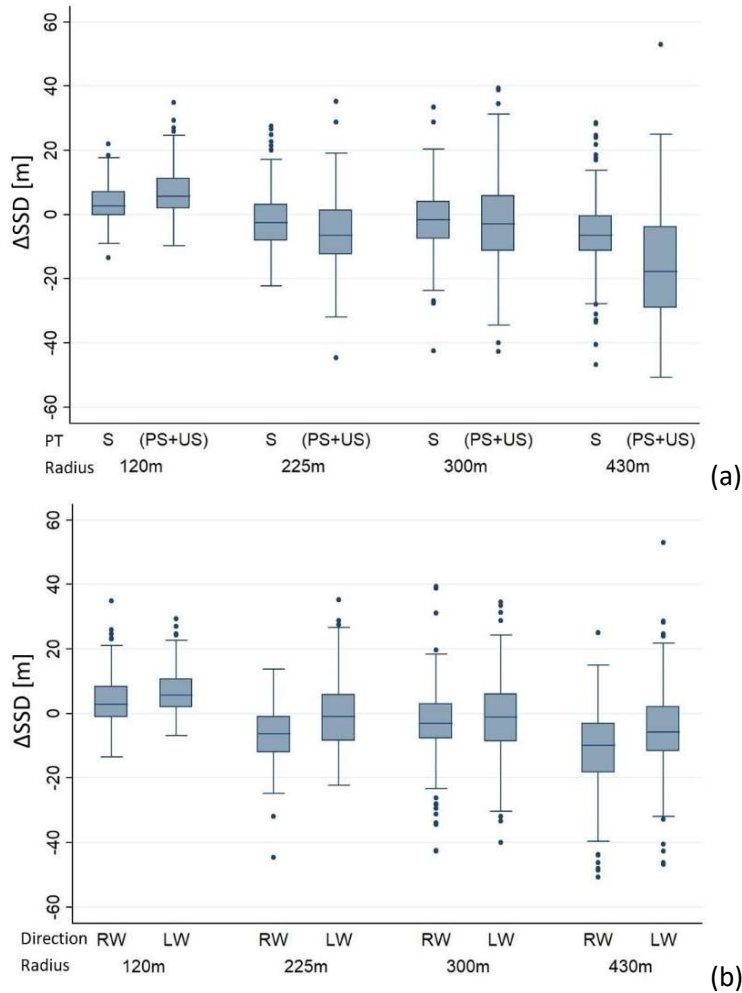 ΔSSD [m]
60
40
20
0
-20
-40
-60
PT S (PS+US) S (PS+US) S (PS+US) S (PS+US)
Radius 120m 225m 300m 430m
(a)
ΔSSD [m]
60
40
20
0
-20
-40
-60
Direction RW LW RW LW RW LW RW LW
Radius 120m 225m 300m 430m
(b)